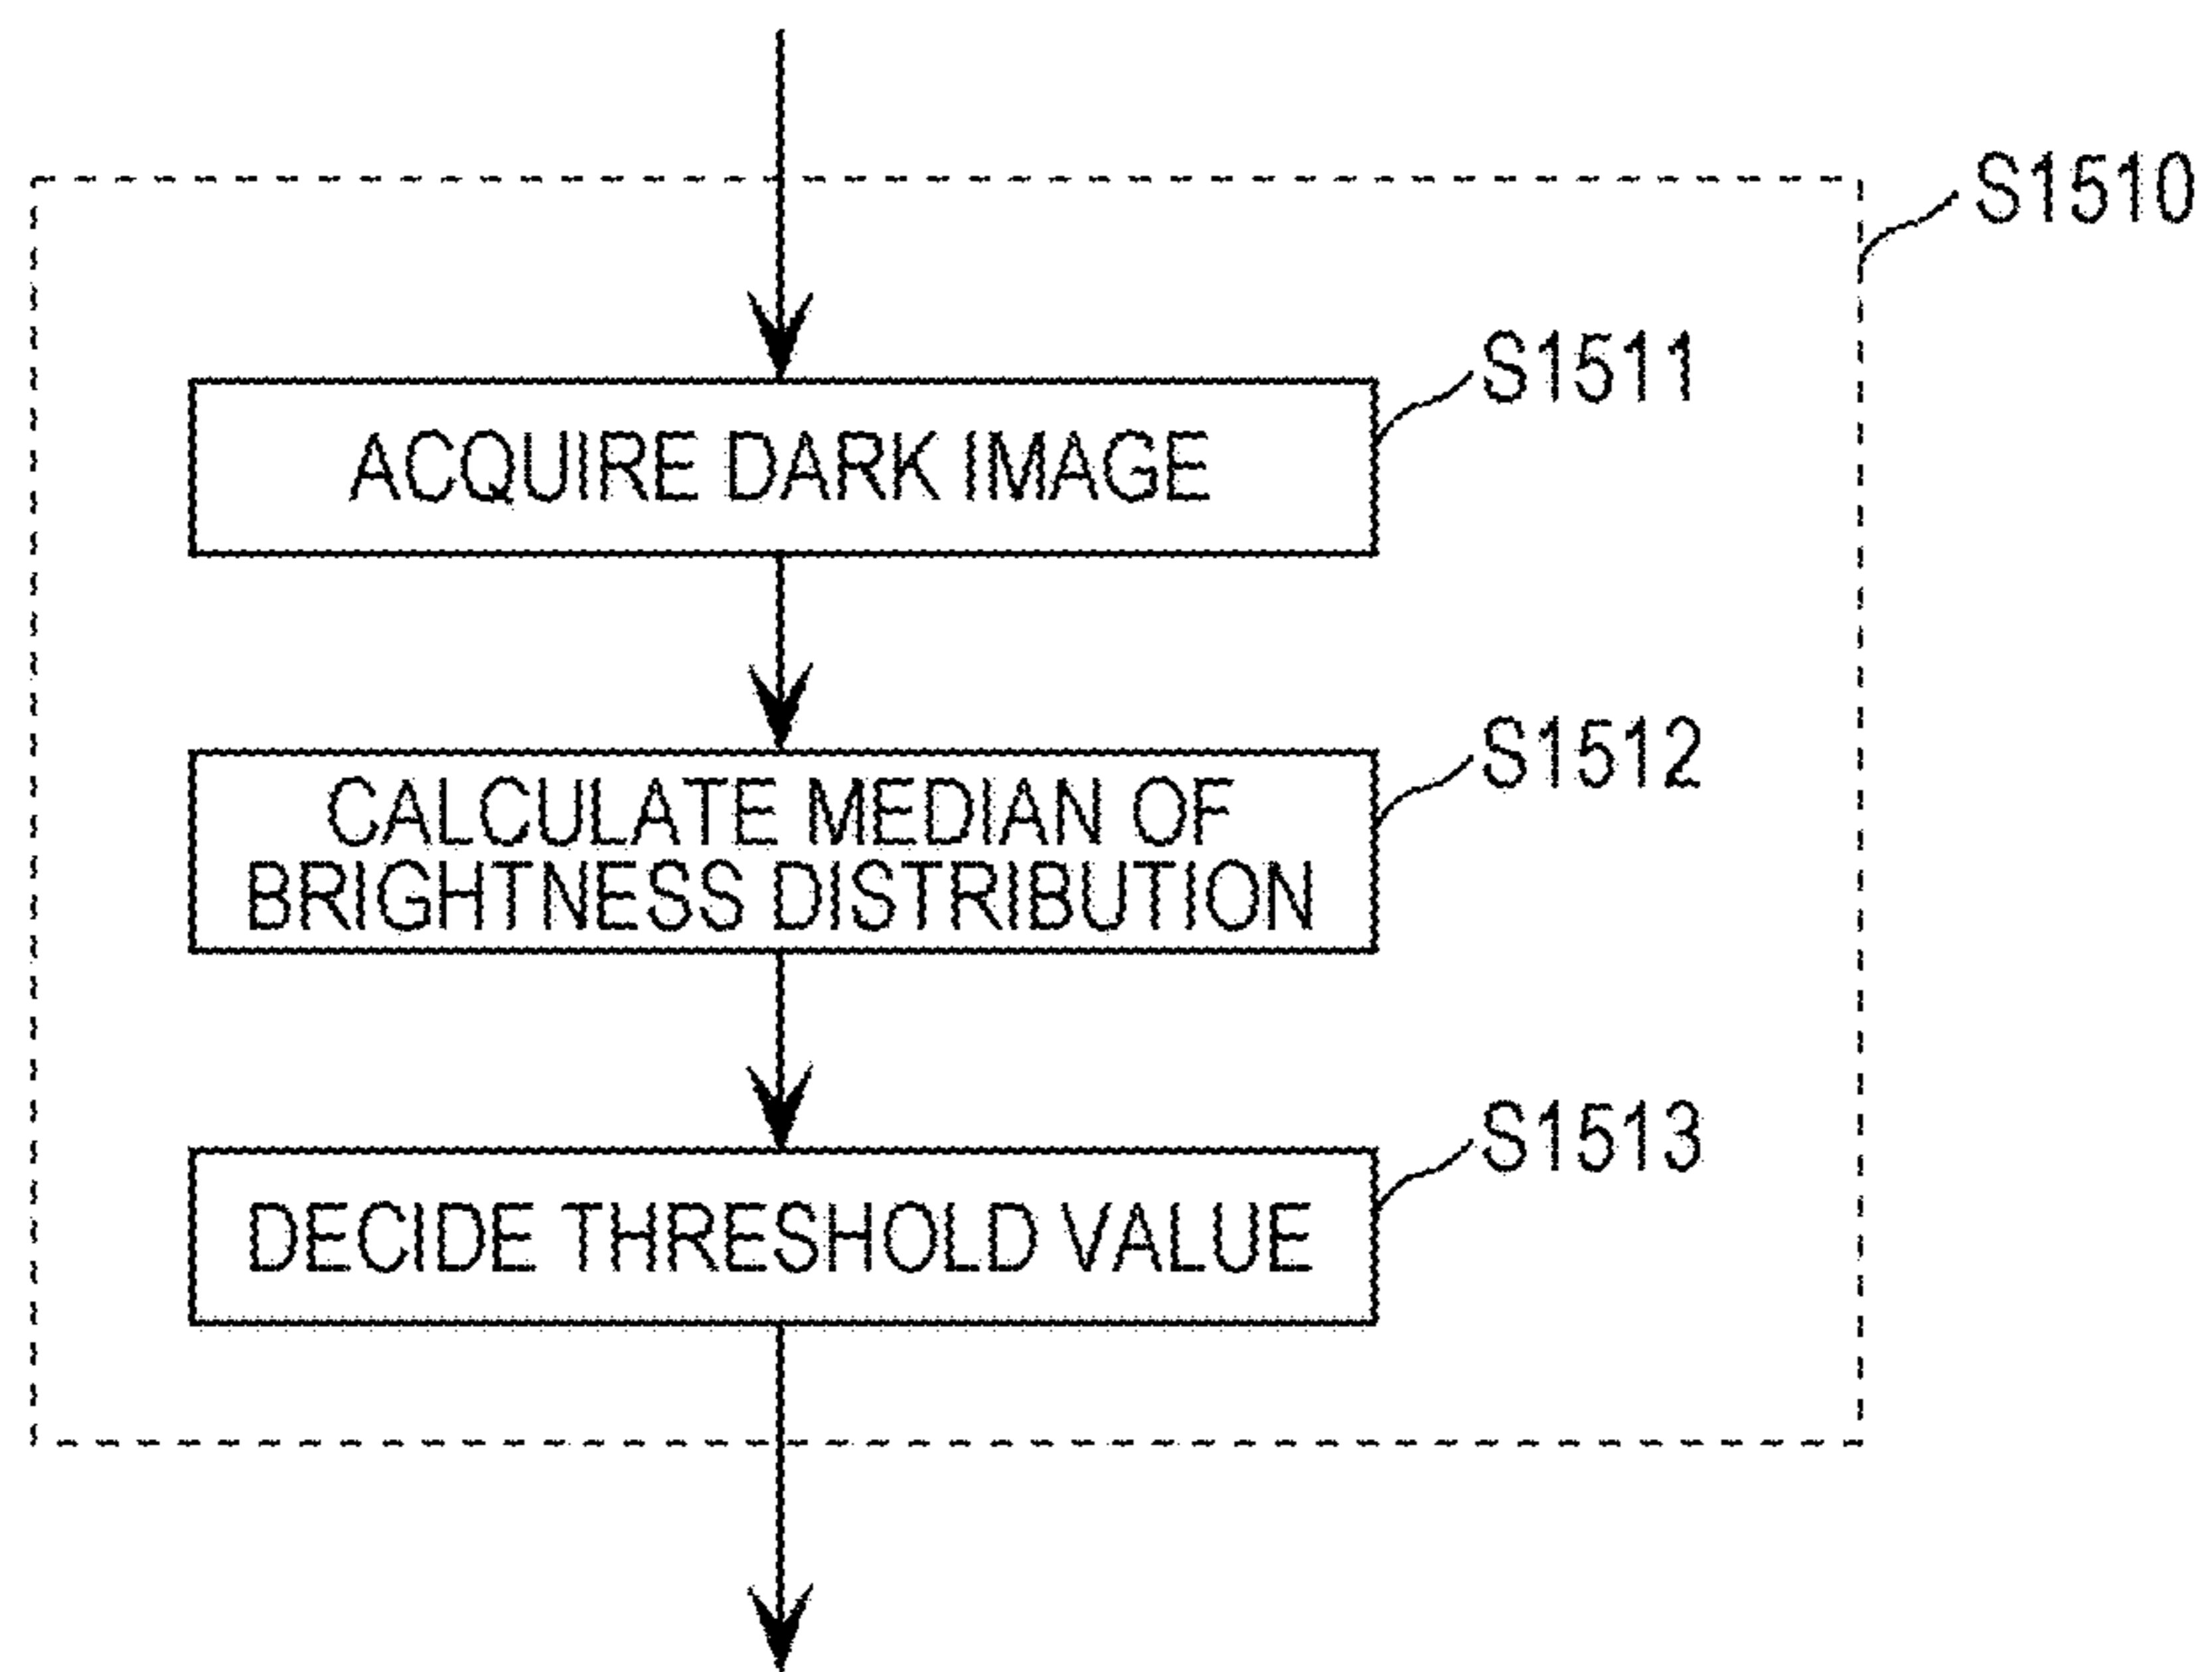 S1510
S1511
ACQUIRE DARK IMAGE
S1512
CALCULATE MEDIAN OF
BRIGHTNESS DISTRIBUTION
S1513
DECIDE THRESHOLD VALUE